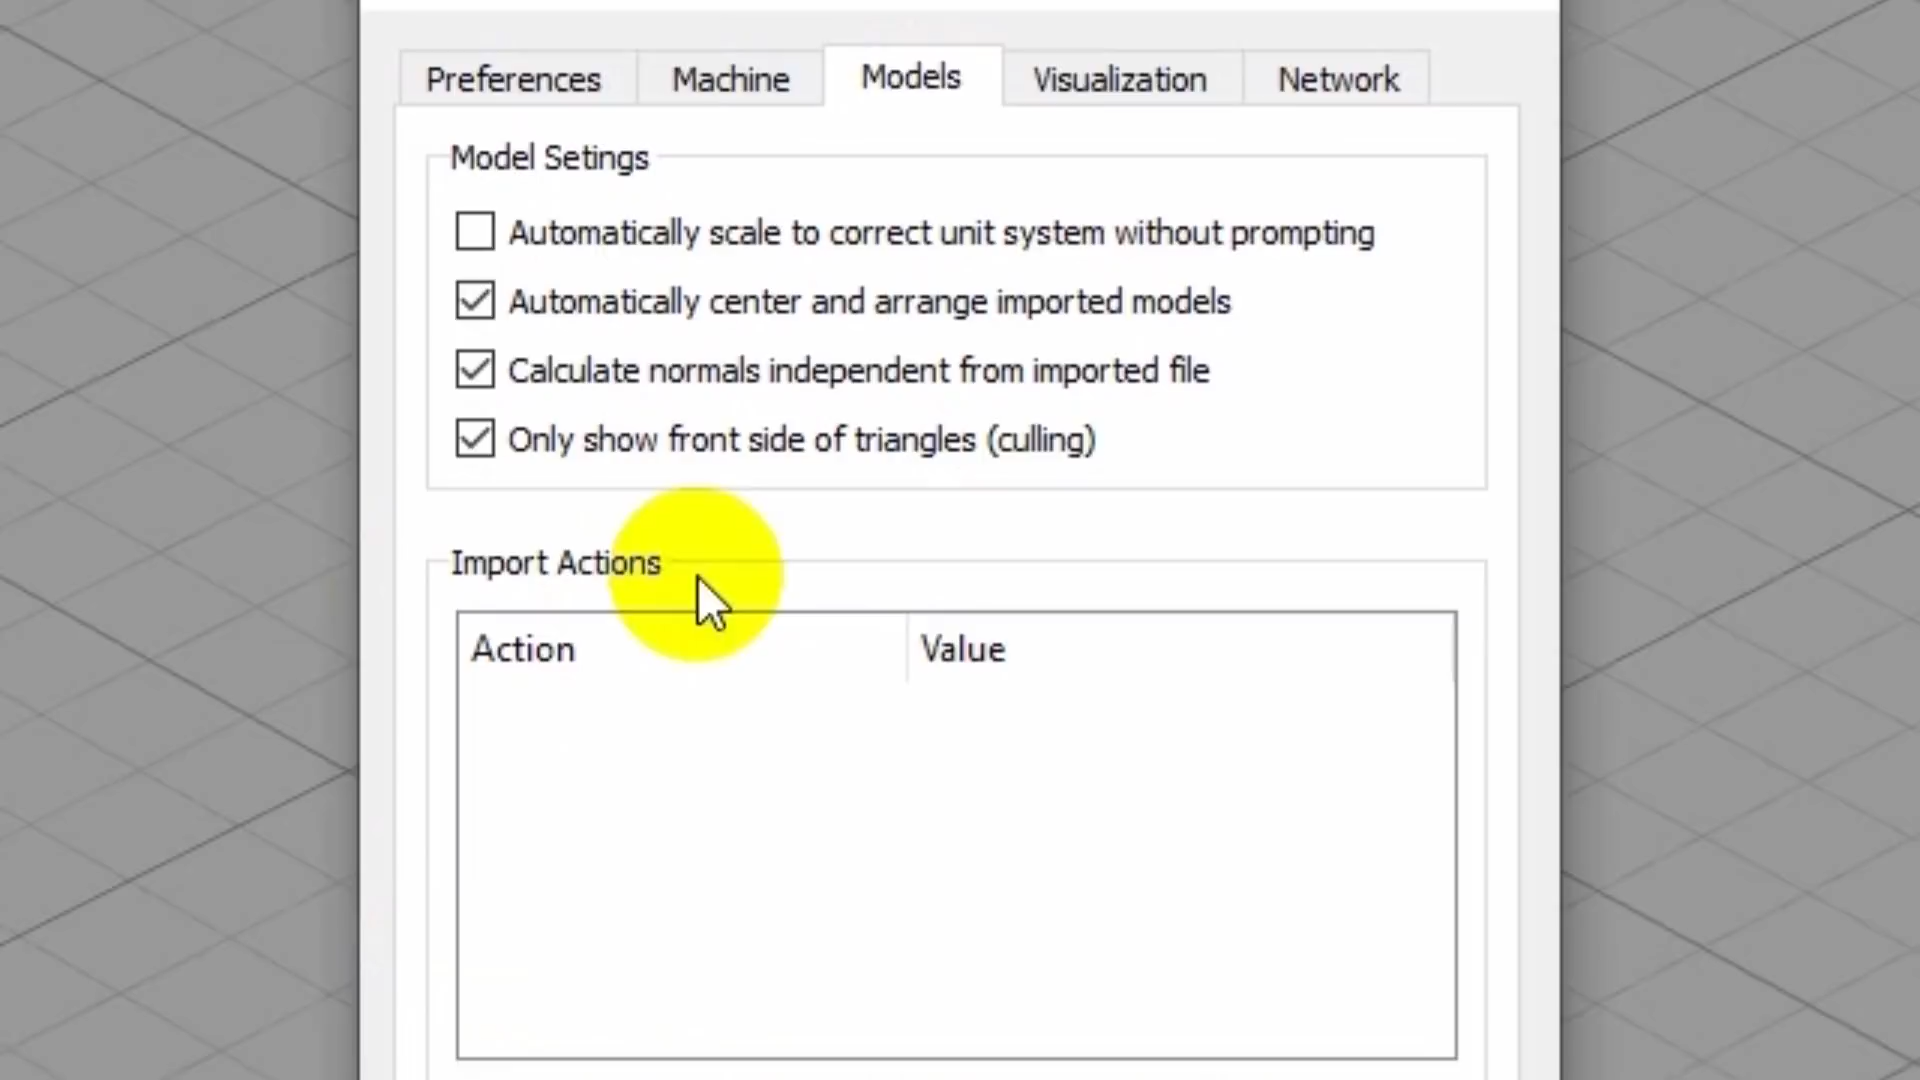 Preferences Machine Models Visualization Network
Model Setings
Automatically scale to correct unit system without prompting
Automatically center and arrange imported models
Calculate normals independent from imported file
Only show front side of triangles (culling)
Import Actions
Action Value